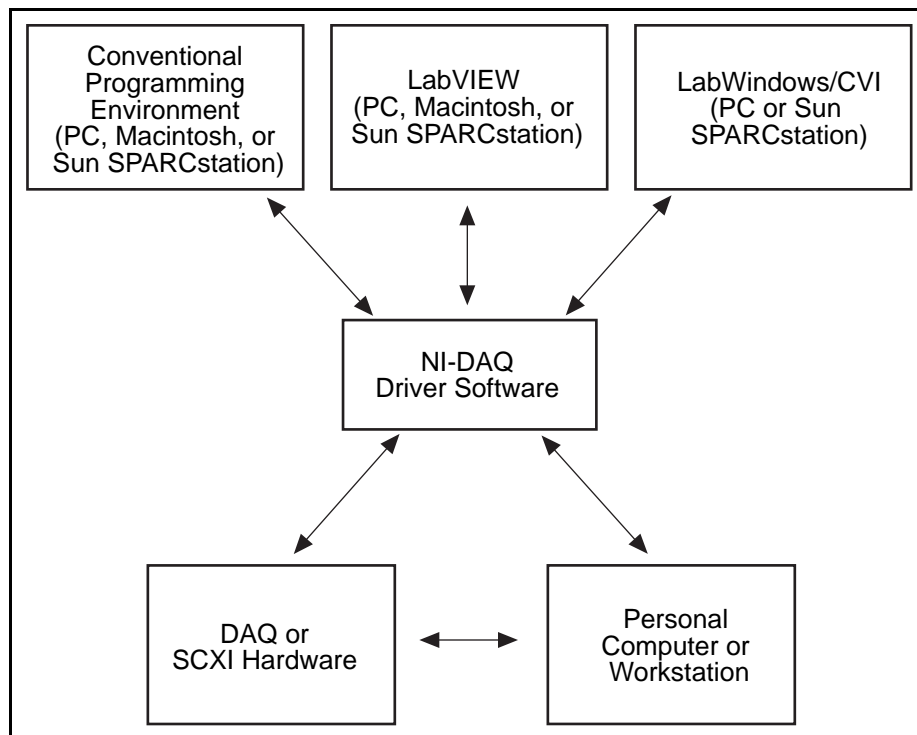 Conventional
Programming
Environment
(PC, Macintosh, or
Sun SPARCstation)
LabVIEW
(PC, Macintosh, or
Sun SPARCstation)
LabWindows/CVI
(PC or Sun
SPARCstation)
NI-DAQ
Driver Software
DAQ or
SCXI Hardware
Personal
Computer or
Workstation